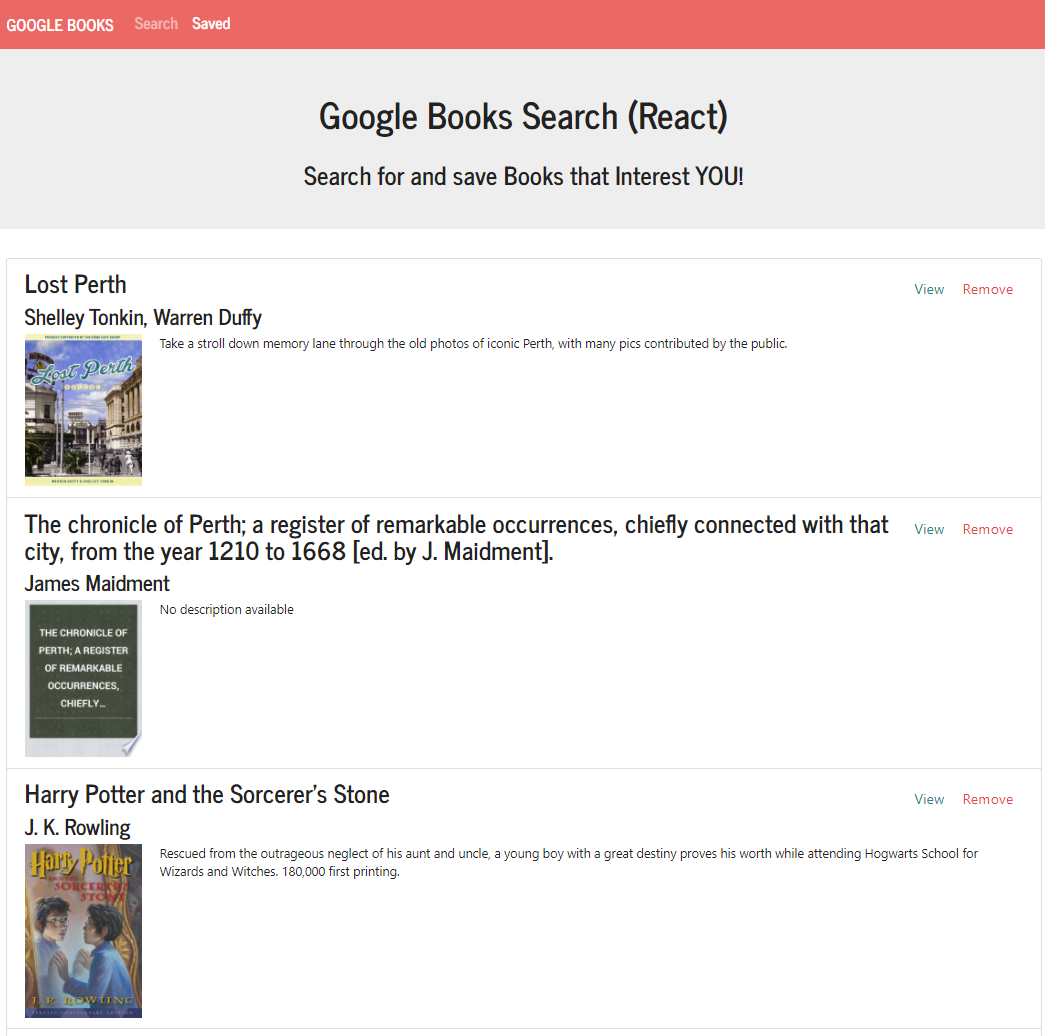 GOOGLE BOOKS Search Saved
Google Books Search (React)
Search for and save Books that Interest YOU!
Lost Perth
View Remove
Shelley Tonkin, Warren Duffy
Lost Perth
Take a stroll down memory lane through the old photos of iconic Perth, with many pics contributed by the public.
WARREN DUFFY & SHELLEY TONKIN
The chronicle of Perth; a register of remarkable occurrences, chiefly connected with that
city, from the year 1210 to 1668 [ed. by J. Maidment].
View Remove
James Maidment
THE CHRONICLE OF
PERTH; A REGISTER
OF REMARKABLE
OCCURRENCES,
CHIEFLY...
No description available
Harry Potter and the Sorcerer's Stone
View Remove
J. K. Rowling
Harry Potter
AND THE
SORCERER'S
STONE
J. K. ROWLING
Rescued from the outrageous neglect of his aunt and uncle, a young boy with a great destiny proves his worth while attending Hogwarts School for
Wizards and Witches. 180,000 first printing.